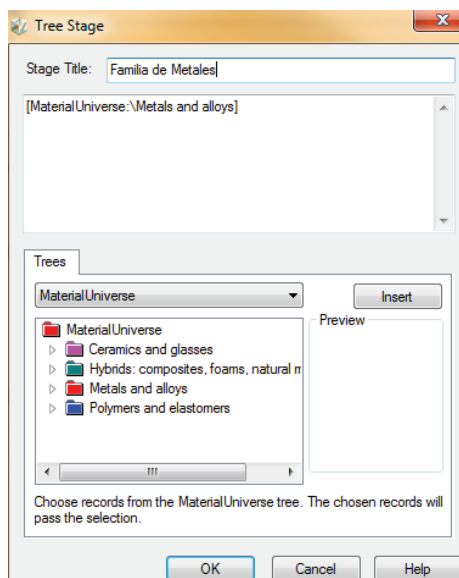 Tree Stage
Stage Title: Familia de Metales
[MaterialUniverse:\Metals and alloys]
Trees
MaterialUniverse
Insert
Preview
MaterialUniverse
Ceramics and glasses
Hybrids: composites, foams, natural m
Metals and alloys
Polymers and elastomers
Choose records from the MaterialUniverse tree. The chosen records will
pass the selection.
OK Cancel Help